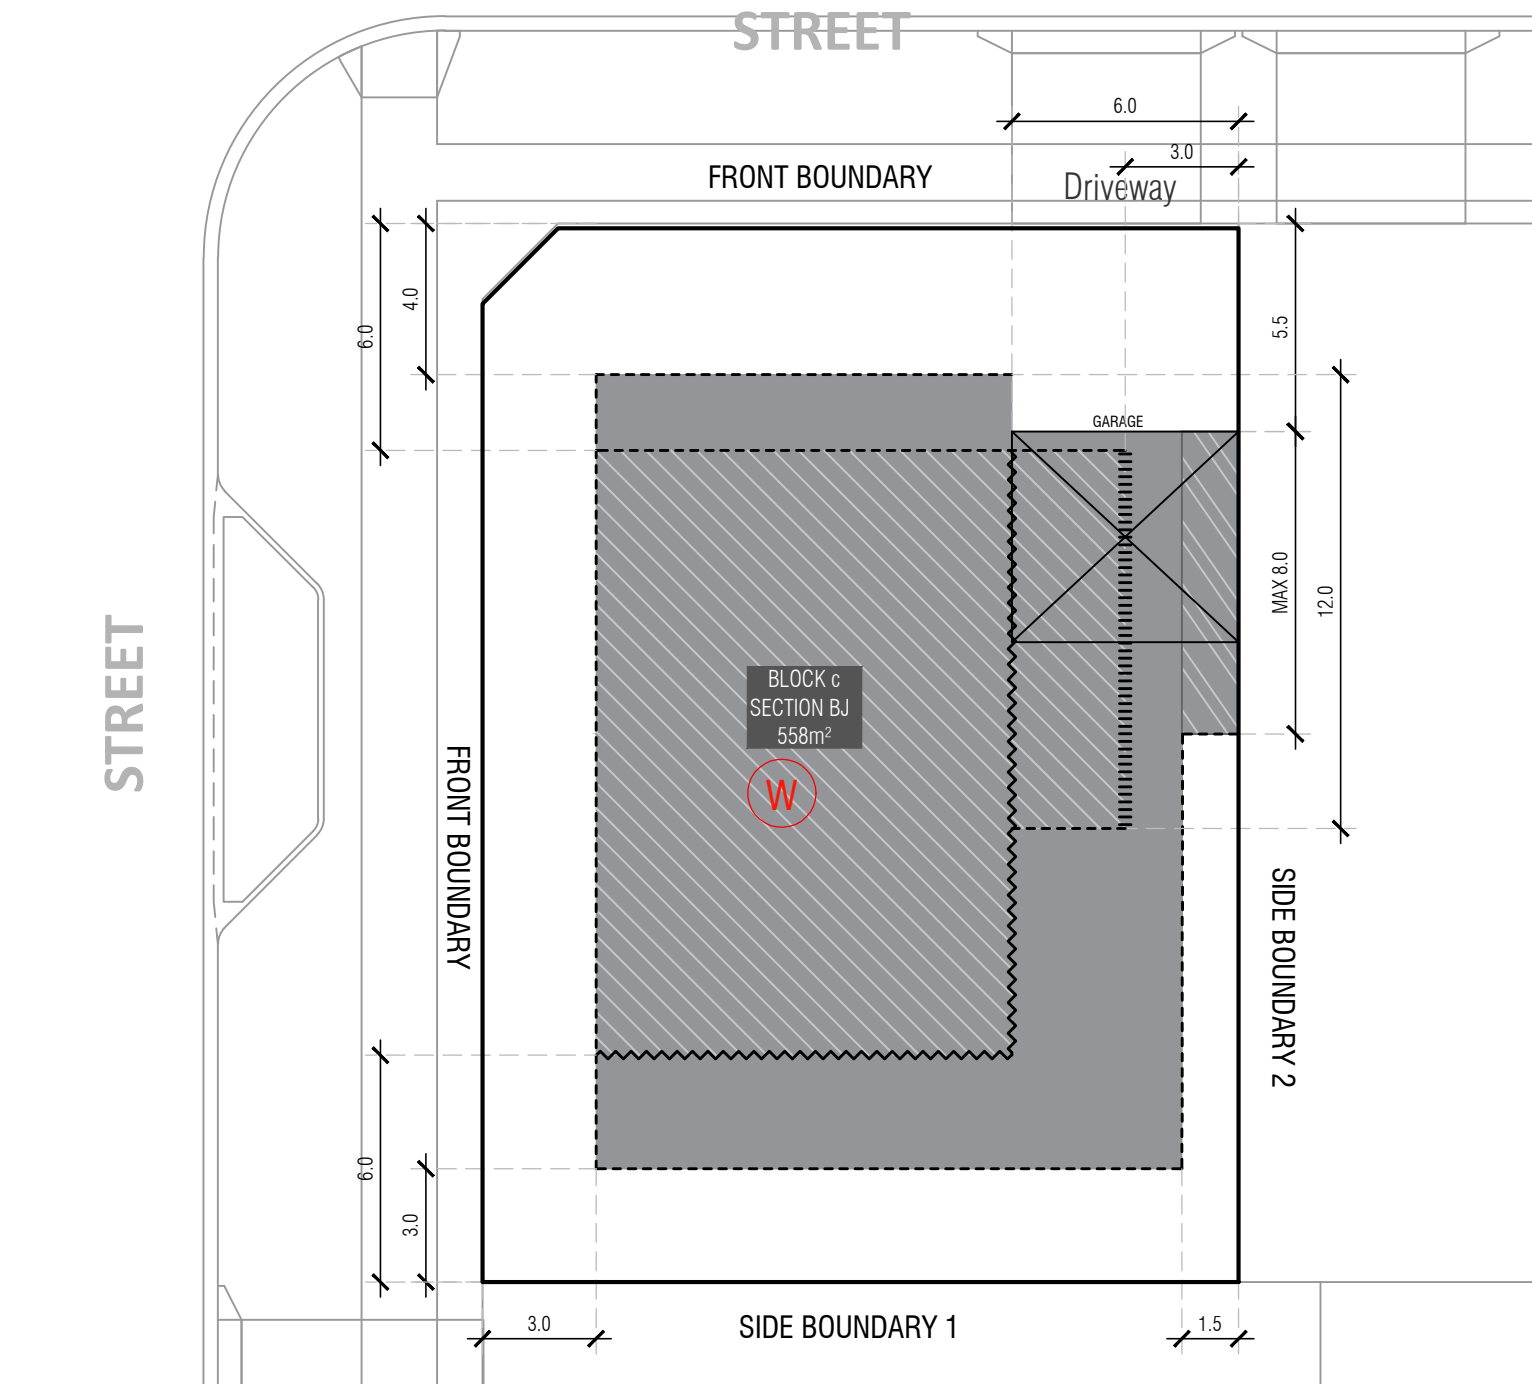 STREET
6.0
3.0
FRONT BOUNDARY
Driveway
4.0
6.0
5.5
GARAGE
MAX 8.0
12.0
STREET
BLOCK c
SECTION BJ
558m²
W
FRONT BOUNDARY
SIDE BOUNDARY 2
6.0
3.0
3.0
SIDE BOUNDARY 1
1.5